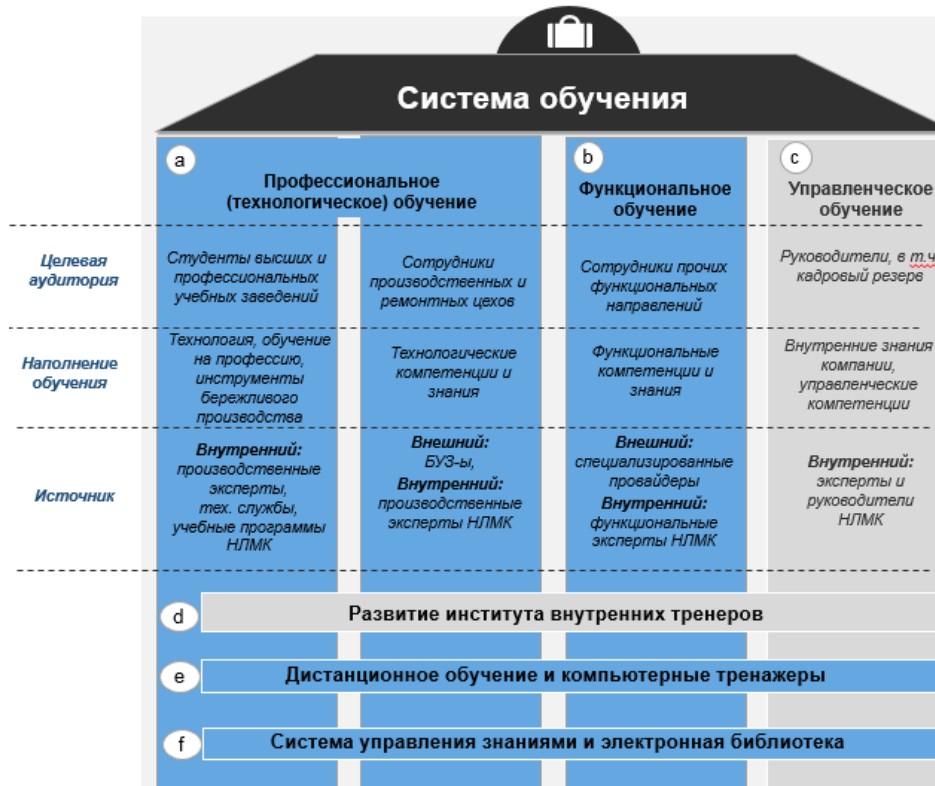 Система обучения
a
Профессиональное
(технологическое) обучение
b
Функциональное
обучение
c
Управленческое
обучение
Целевая
аудитория
Студенты высших и
профессиональных
учебных заведений
Сотрудники
производственных и
ремонтных цехов
Сотрудники прочих
функциональных
направлений
Руководители, в т.ч
кадровый резерв
Наполнение
обучения
Технология, обучение
на профессию,
инструменты
бережливого
производства
Технологические
компетенции и
знания
Функциональные
компетенции и
знания
Внутренние знания
компании,
управленческие
компетенции
Источник
Внутренний:
производственные
эксперты,
тех. службы,
учебные программы
НЛМК
Внешний:
БУЗ-ы,
Внутренний:
производственные
эксперты НЛМК
Внешний:
специализированные
провайдеры
Внутренний:
функциональные
эксперты НЛМК
Внутренний:
эксперты и
руководители
НЛМК
d
Развитие института внутренних тренеров
e
Дистанционное обучение и компьютерные тренажеры
f
Система управления знаниями и электронная библиотека